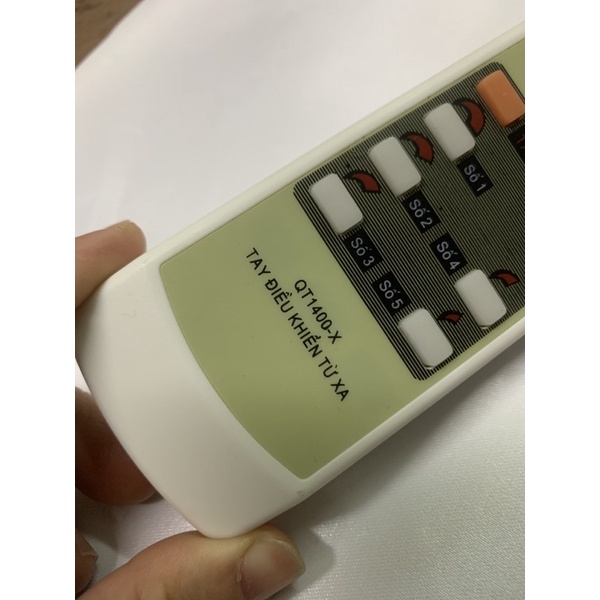 Số 1
Số 2
Số 3
Số 4
Số 5
QT1400-X
TAY ĐIỀU KHIỂN TỪ XA